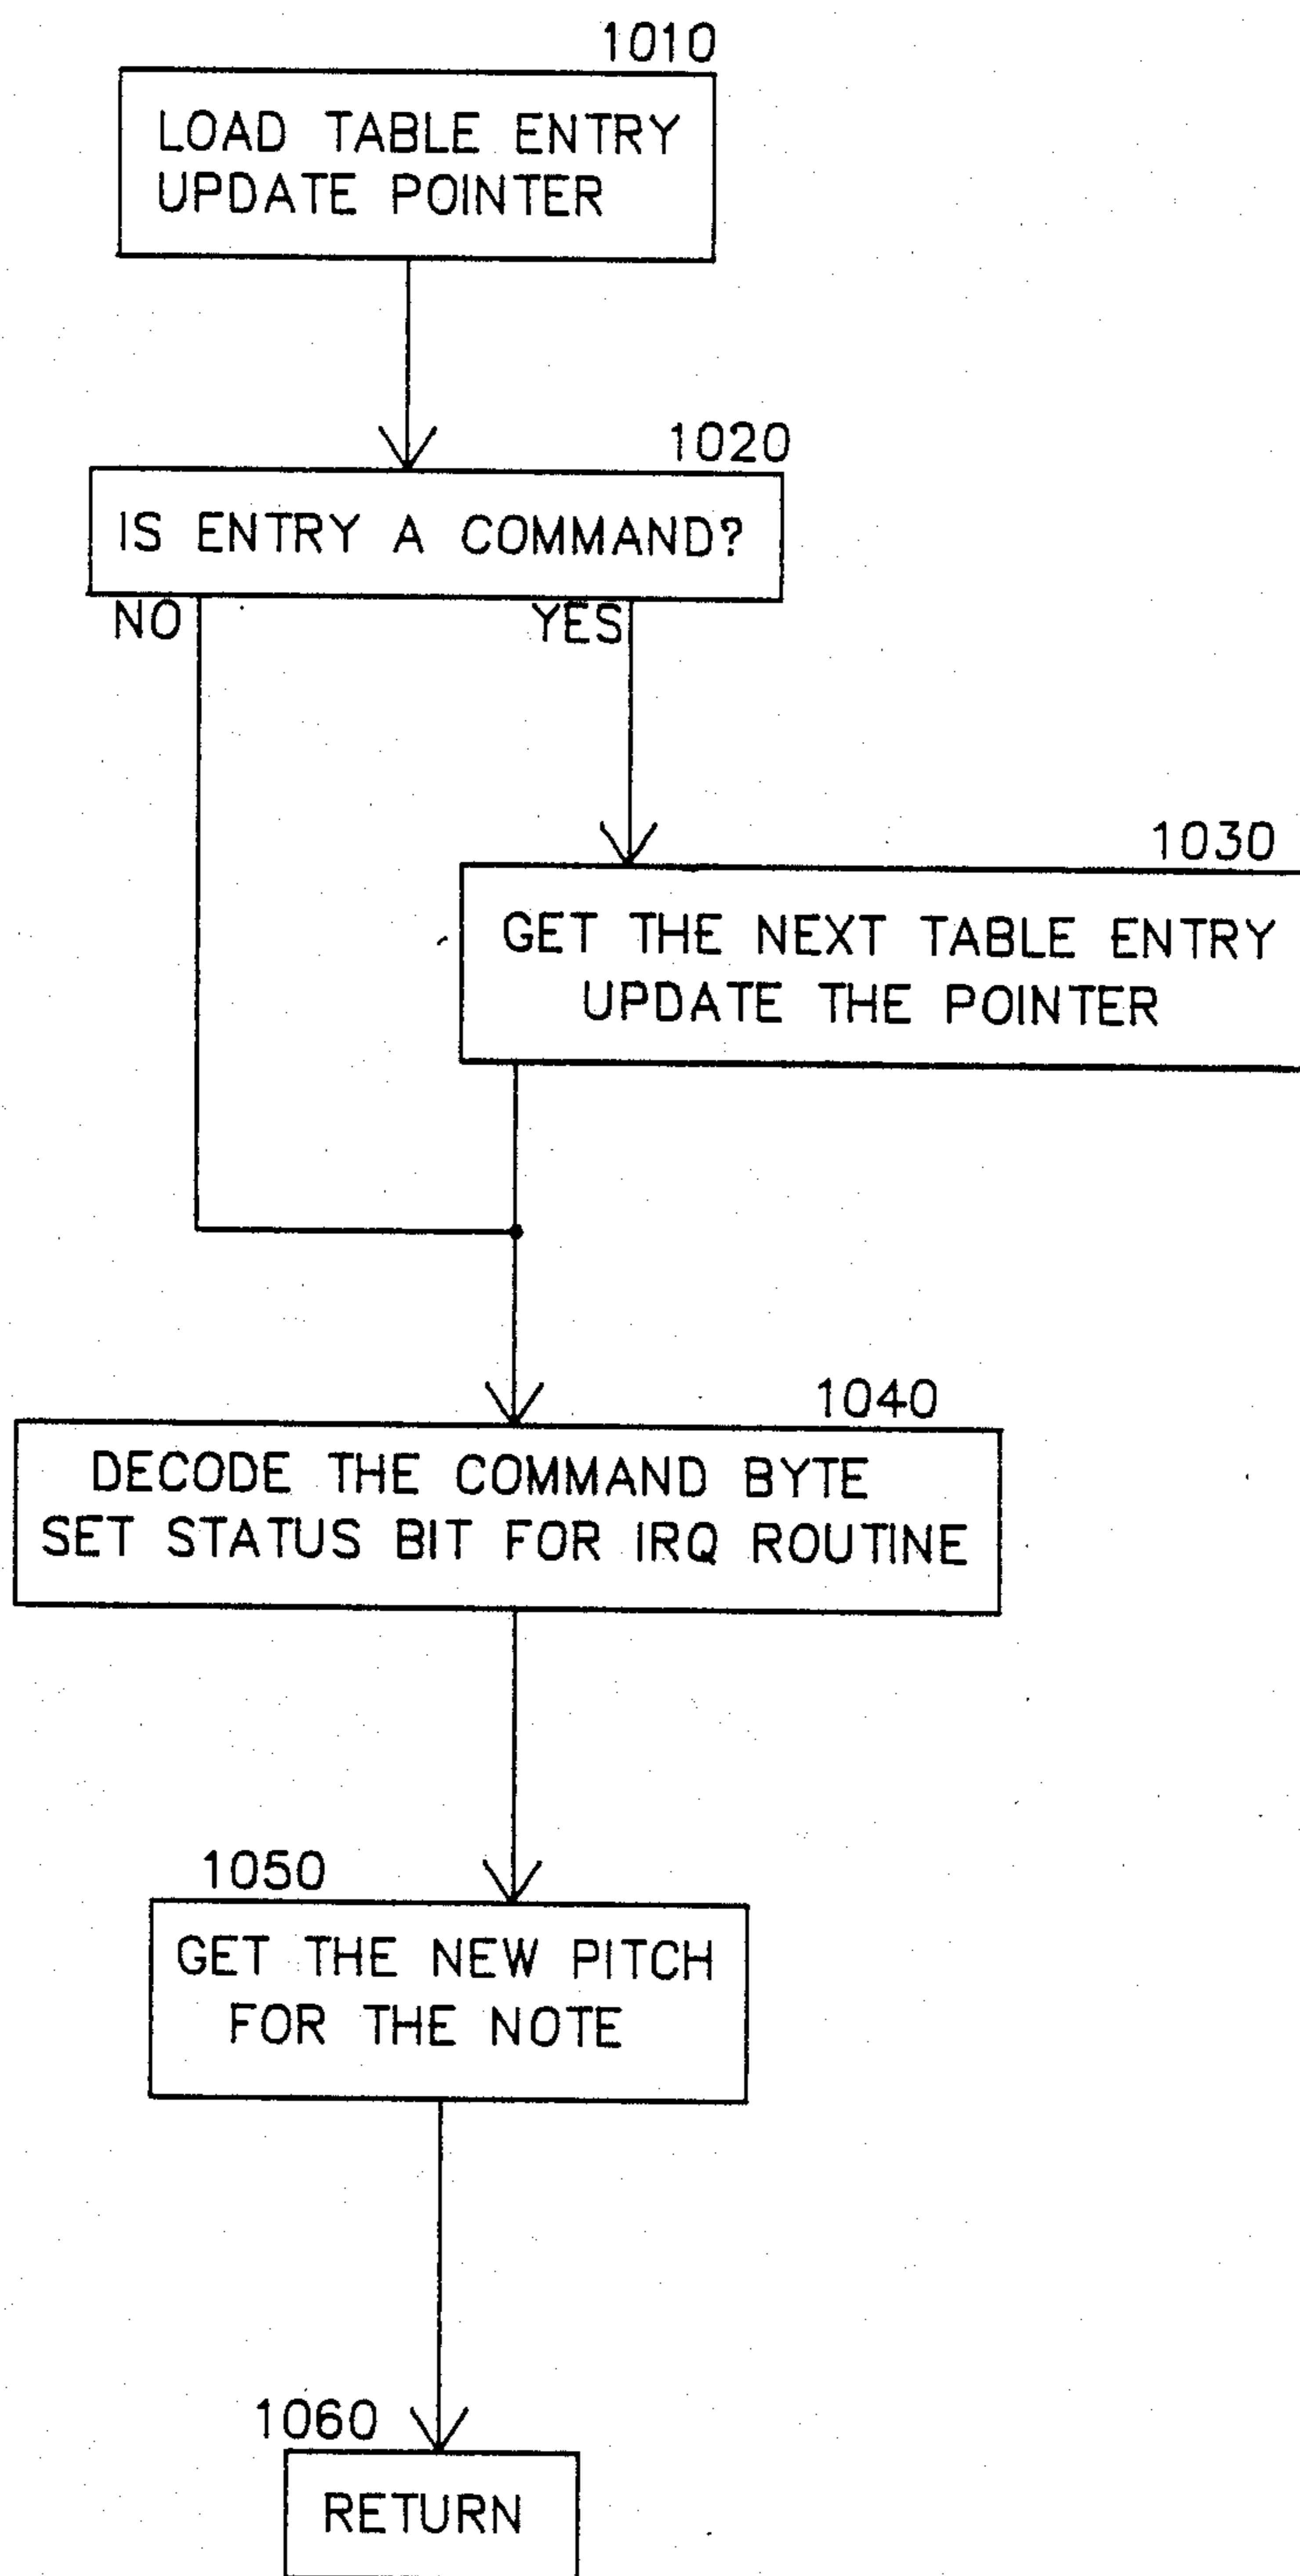 1010
LOAD TABLE ENTRY
UPDATE POINTER
1020
IS ENTRY A COMMAND?
NO
YES
1030
GET THE NEXT TABLE ENTRY
UPDATE THE POINTER
1040
DECODE THE COMMAND BYTE
SET STATUS BIT FOR IRQ ROUTINE
1050
GET THE NEW PITCH
FOR THE NOTE
1060
RETURN